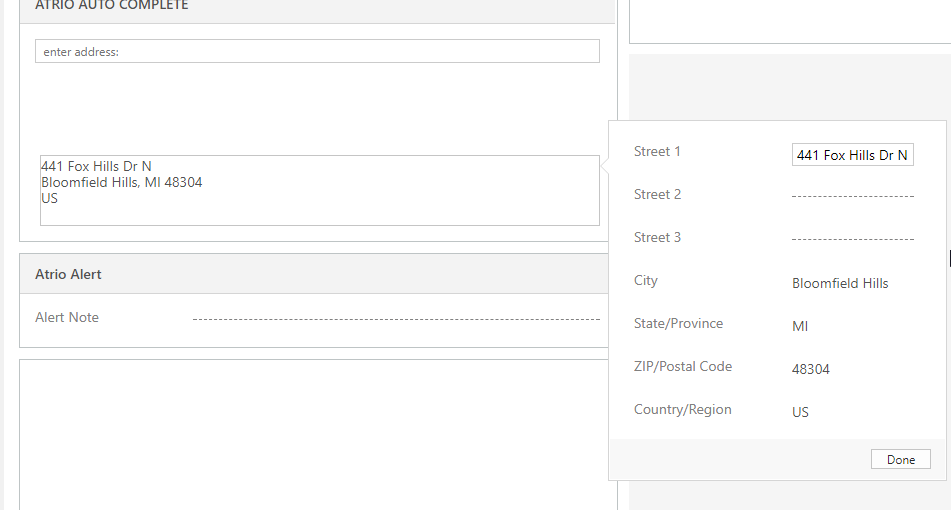 ATRIO AUTO COMPLETE
enter address:
441 Fox Hills Dr N
Bloomfield Hills, MI 48304
US
Atrio Alert
Alert Note
Street 1
441 Fox Hills Dr N
Street 2
Street 3
City
Bloomfield Hills
State/Province
MI
ZIP/Postal Code
48304
Country/Region
US
Done